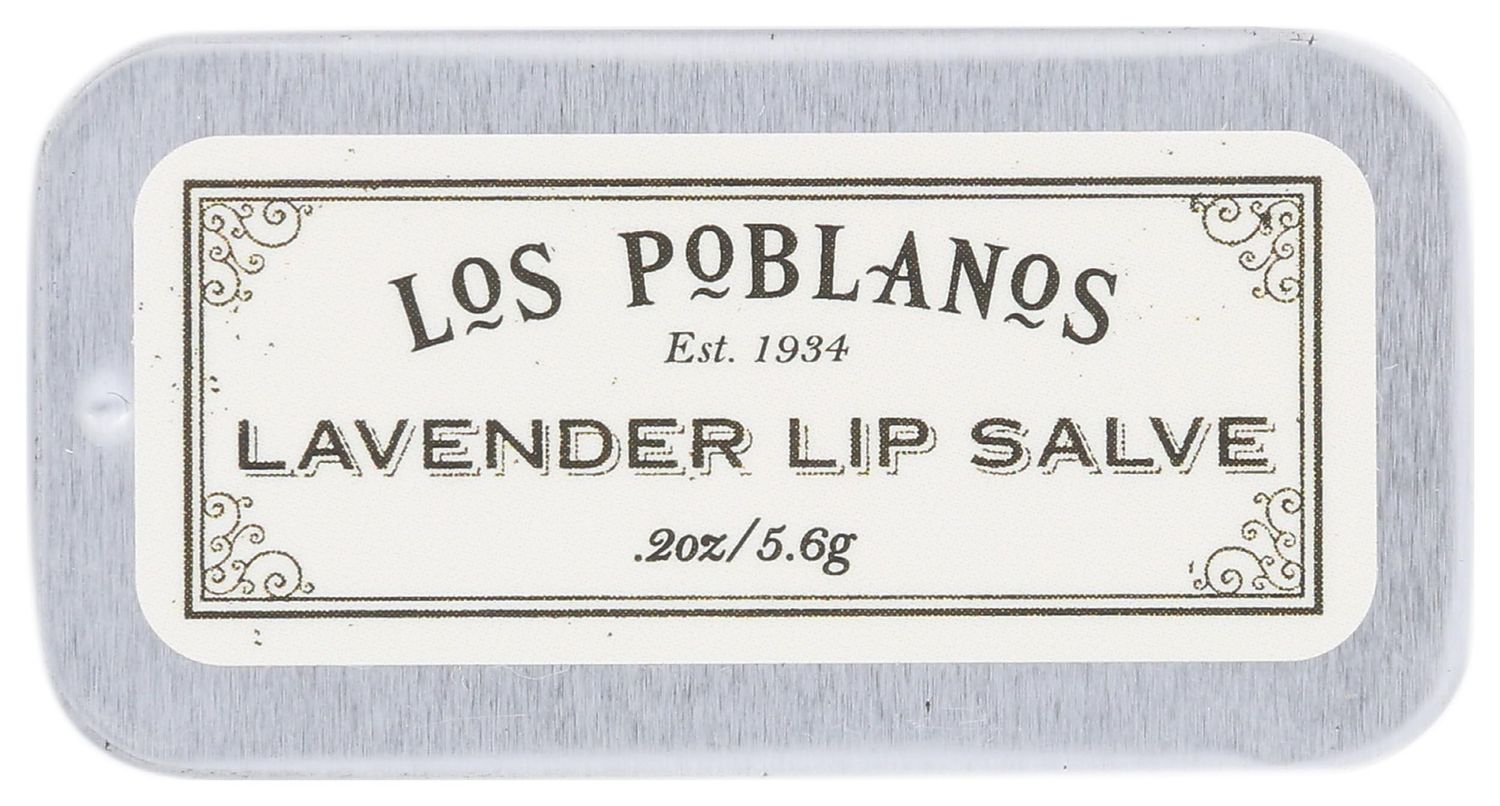 LOS POBLANOS
Est. 1934
LAVENDER LIP SALVE
.2oz/5.6g